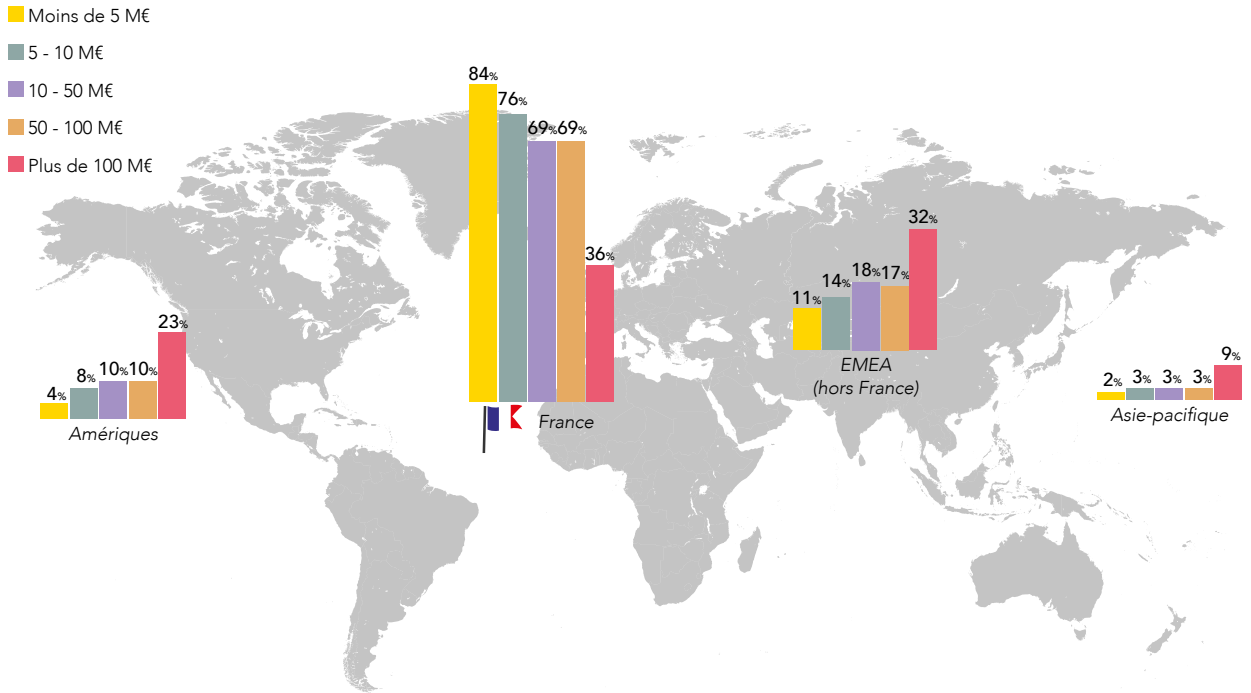 Moins de 5 M€
5 - 10 M€
10 - 50 M€
50 - 100 M€
Plus de 100 M€
84%
76%
69% 69%
36%
France
4%
8%
10% 10%
23%
Amériques
11%
14%
18% 17%
32%
EMEA
(hors France)
2% 3% 3% 3%
9%
Asie-pacifique